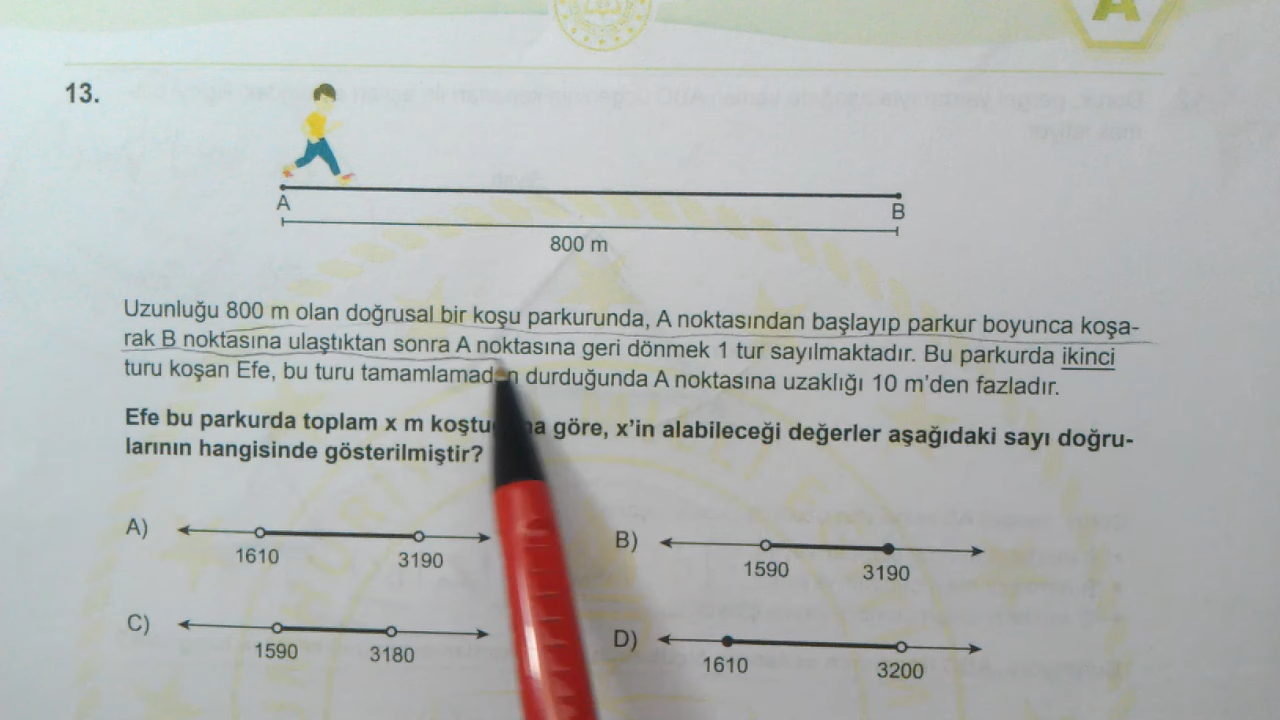 A
13.
A
B
800 m
Uzunluğu 800 m olan doğrusal bir koşu parkurunda, A noktasından başlayıp parkur boyunca koşa-
rak B noktasına ulaştıktan sonra A noktasına geri dönmek 1 tur sayılmaktadır. Bu parkurda ikinci
turu koşan Efe, bu turu durduğunda A noktasına uzaklığı 10 m'den fazladır.
Efe bu parkurda toplam x m göre, x'in alabileceği değerler aşağıdaki sayı doğru-
larının hangisinde gösterilmiştir?
A) 1610 3190
B) 1590 3190
C) 1590 3180
D) 1610 3200